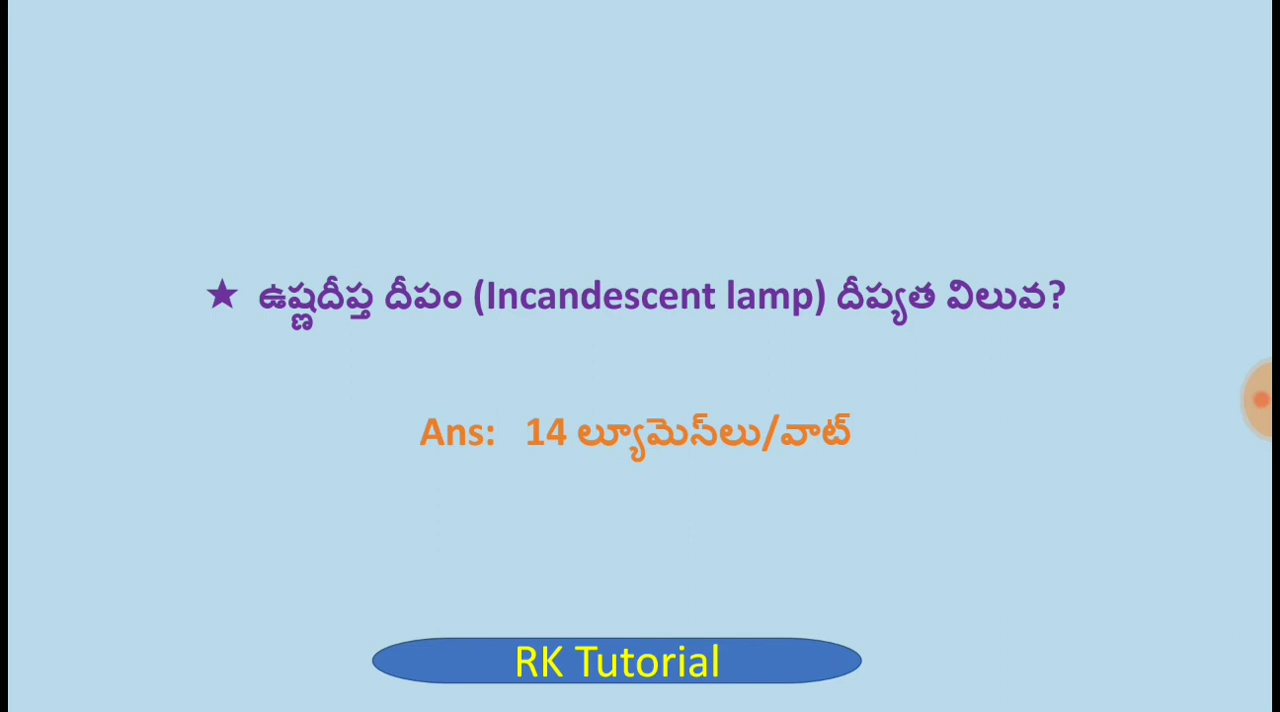 ★ ఉష్ణదీప్త దీపం (Incandescent lamp) దీప్యత విలువ?
Ans: 14 ల్యూమెస్‌లు/వాట్
RK Tutorial